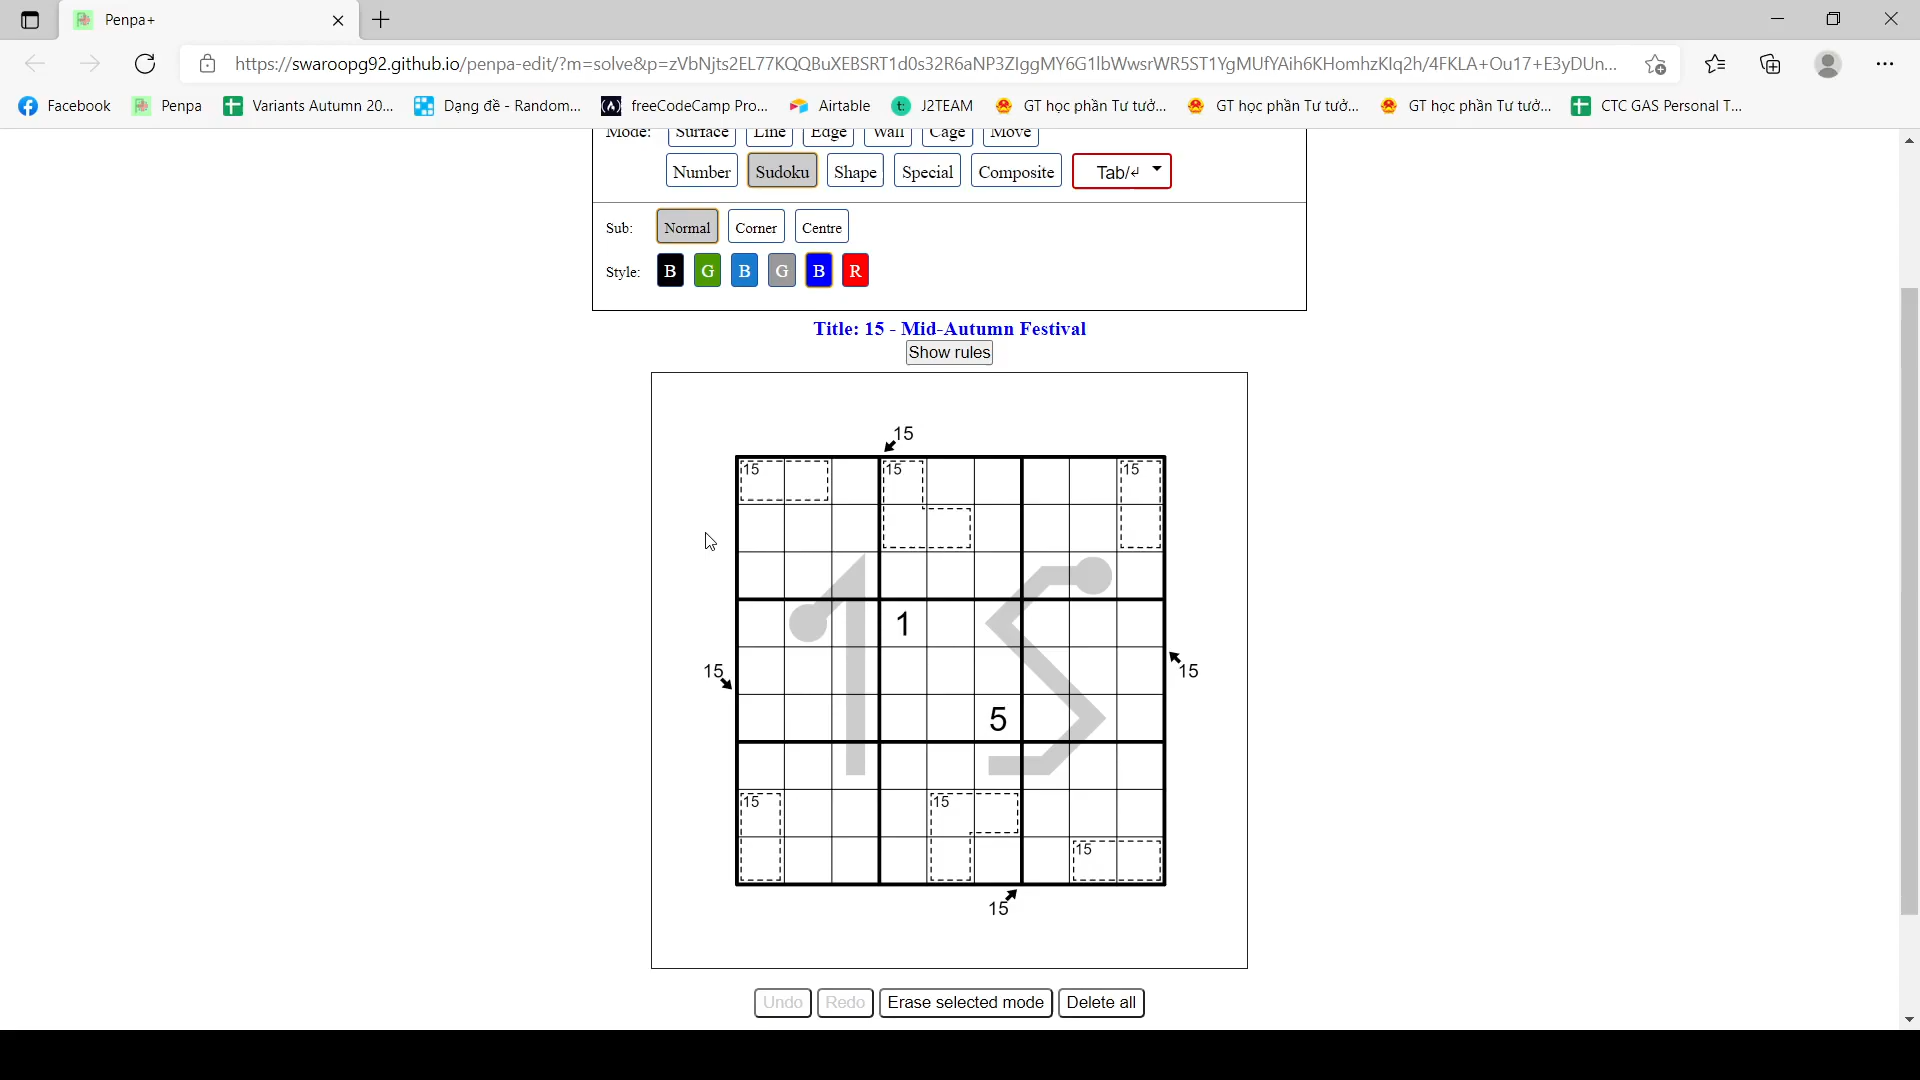 Penpa+
https://swaroopg92.github.io/penpa-edit/?m=solve&p=zVbNjts2EL77KQQBuXEBSRT1d0s32R6aNP3ZIggMY6G1lbWwsrWR5ST1YgMUfYAih6KHomhzKIq2h/4FKLA+Ou17+E3yDUn...
Facebook Penpa Variants Autumn 20... Dạng đề - Random... freeCodeCamp Pro... Airtable J2TEAM GT học phần Tư tưở... GT học phần Tư tưở... GT học phần Tư tưở... CTC GAS Personal T...
Mode: Surface Line Edge Wall Cage Move
Number Sudoku Shape Special Composite Tab/↲
Sub: Normal Corner Centre
Style: B G B G B R
Title: 15 - Mid-Autumn Festival
Show rules
15
15 15 15
1
15 15
5
15 15
15
15
Undo Redo Erase selected mode Delete all